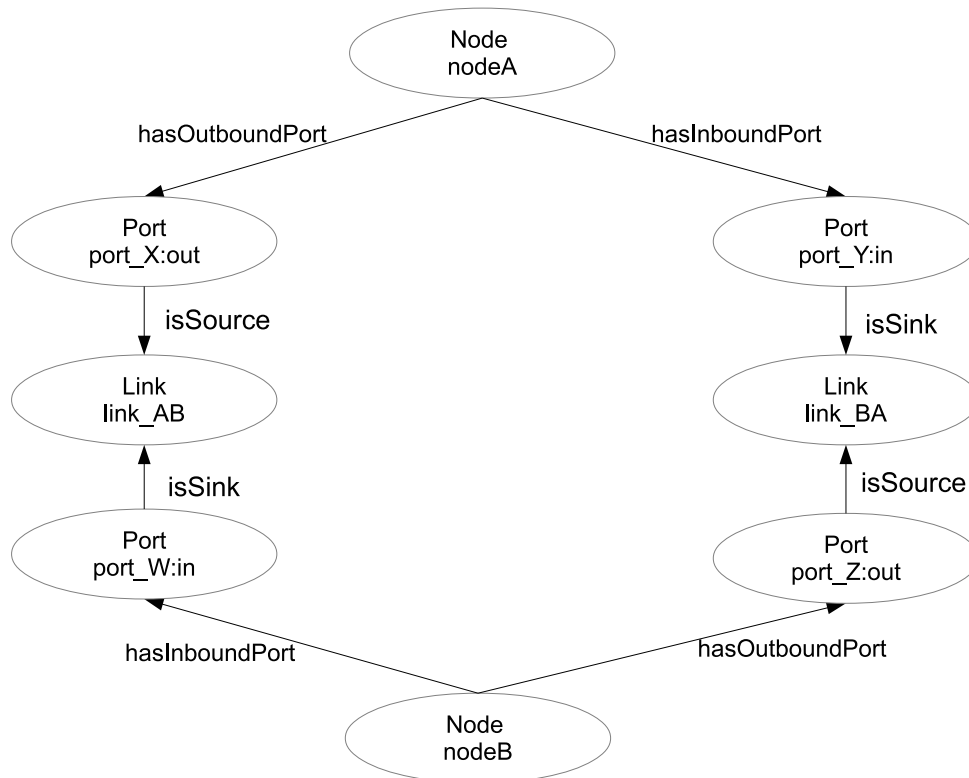 Node
nodeA
hasOutboundPort
hasInboundPort
Port
port_X:out
Port
port_Y:in
isSource
isSink
Link
link_AB
Link
link_BA
isSink
isSource
Port
port_W:in
Port
port_Z:out
hasInboundPort
hasOutboundPort
Node
nodeB